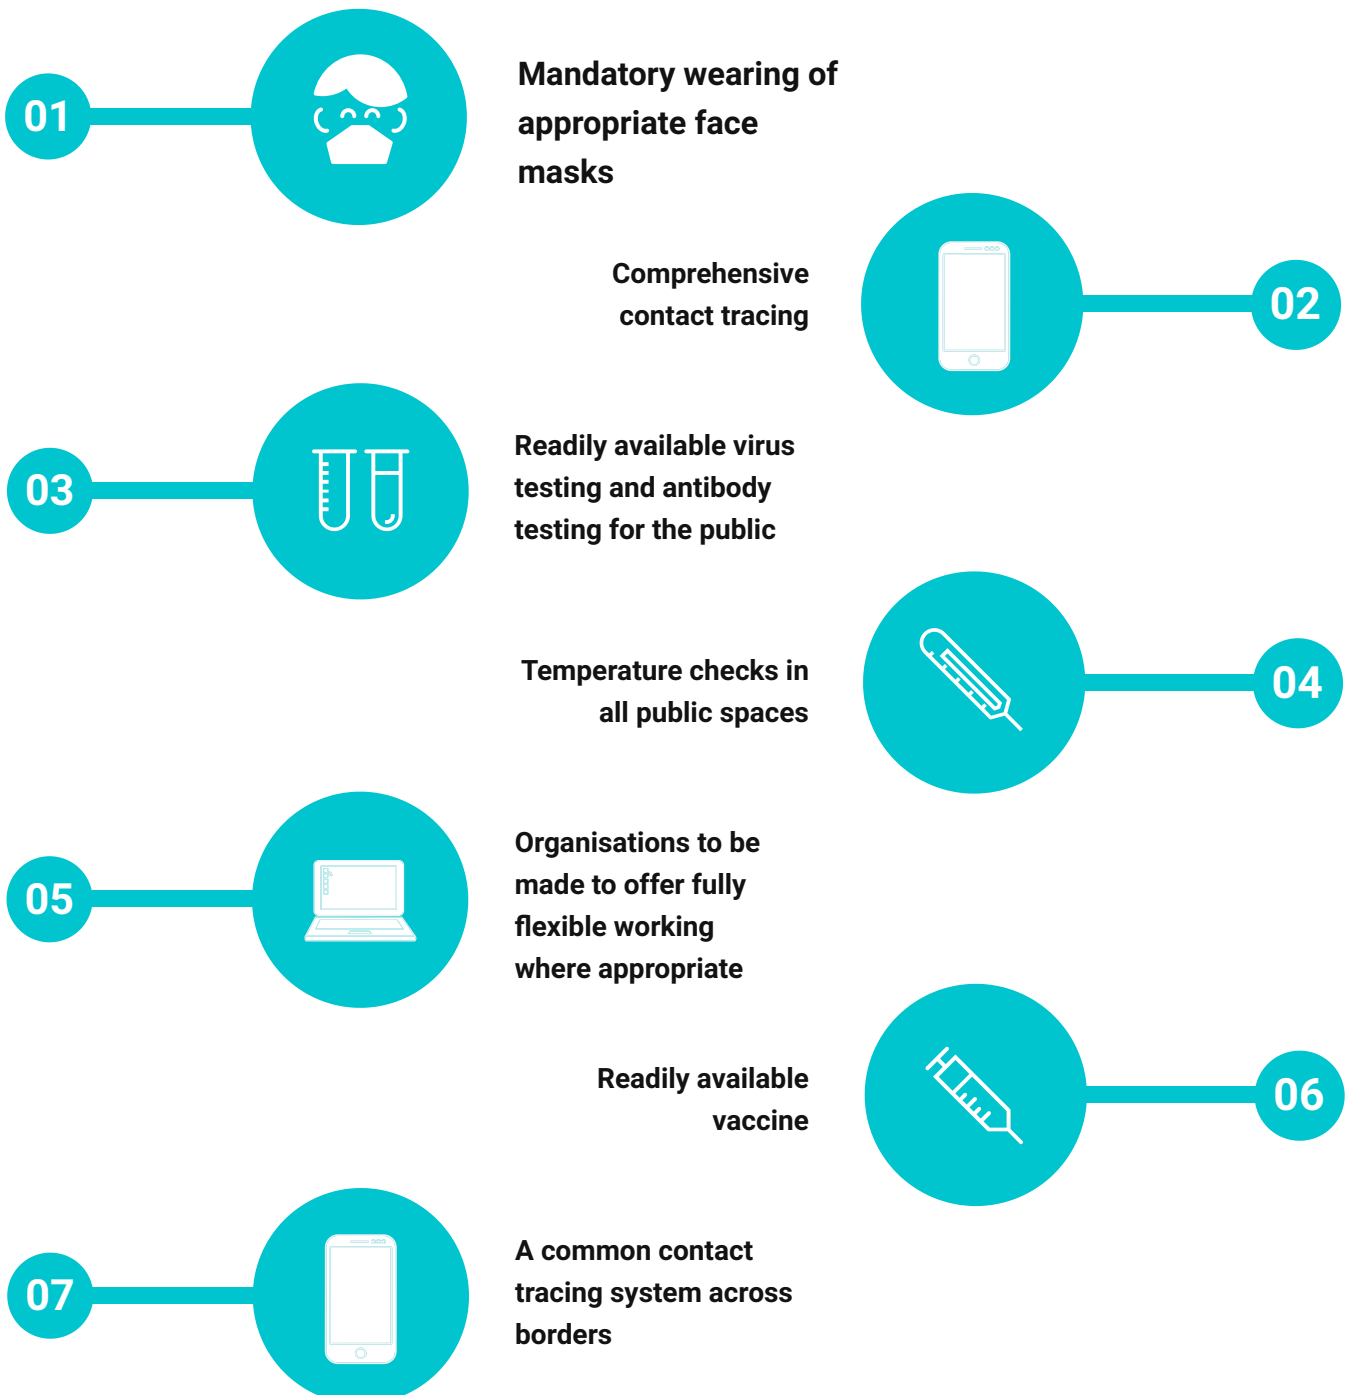 01
Mandatory wearing of
appropriate face
masks
Comprehensive
contact tracing
02
03
Readily available virus
testing and antibody
testing for the public
Temperature checks in
all public spaces
04
05
Organisations to be
made to offer fully
flexible working
where appropriate
Readily available
vaccine
06
07
A common contact
tracing system across
borders